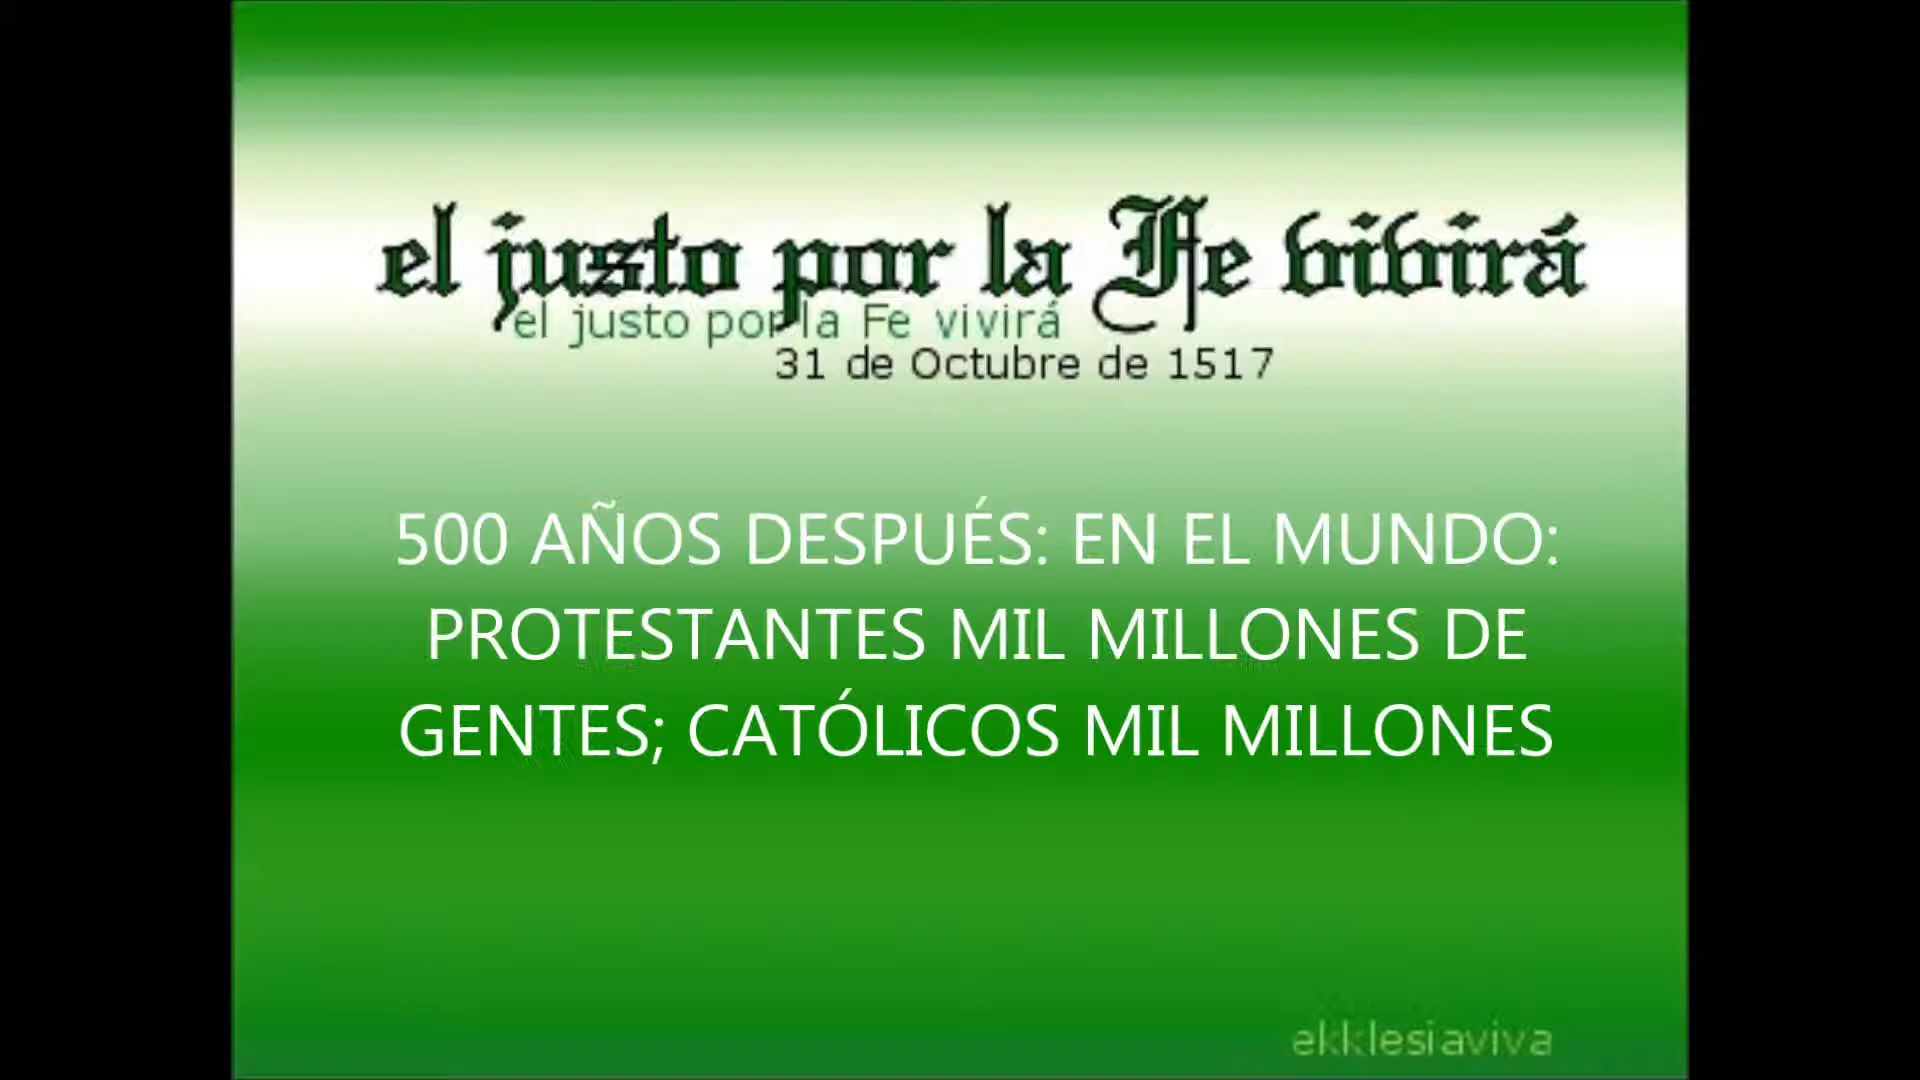 el justo por la Fe vivirá
el justo por la Fe vivirá
31 de Octubre de 1517
500 AÑOS DESPUÉS: EN EL MUNDO:
PROTESTANTES MIL MILLONES DE
GENTES; CATÓLICOS MIL MILLONES
ekklesiaviva